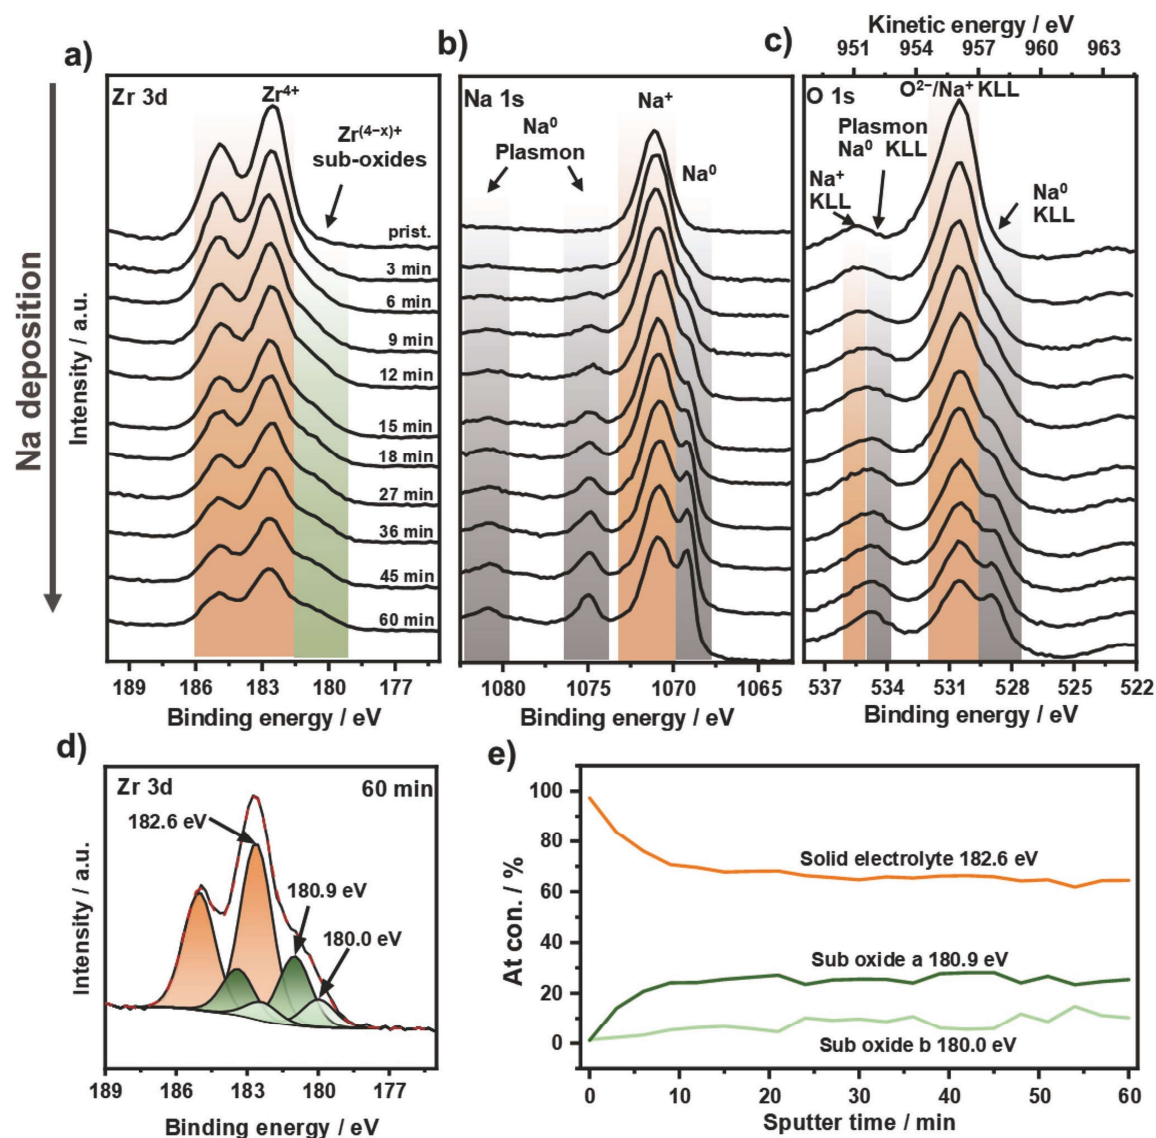 Na deposition
a)
Zr 3d
Zr⁴⁺
Zr⁽⁴⁻ˣ⁾⁺
sub-oxides
prist.
3 min
6 min
9 min
12 min
15 min
18 min
27 min
36 min
45 min
60 min
Intensity / a.u.
189 186 183 180 177
Binding energy / eV
b)
Na 1s
Na⁺
Na⁰
Plasmon
Na⁰
1080 1075 1070 1065
Binding energy / eV
Kinetic energy / eV
c)
951 954 957 960 963
O 1s
O²⁻/Na⁺ KLL
Plasmon
Na⁰ KLL
Na⁺
KLL
Na⁰
KLL
537 534 531 528 525 522
Binding energy / eV
d)
Zr 3d
60 min
182.6 eV
180.9 eV
180.0 eV
Intensity / a.u.
189 186 183 180 177
Binding energy / eV
e)
At con. / %
100
80
60
40
20
0
Solid electrolyte 182.6 eV
Sub oxide a 180.9 eV
Sub oxide b 180.0 eV
0 10 20 30 40 50 60
Sputter time / min